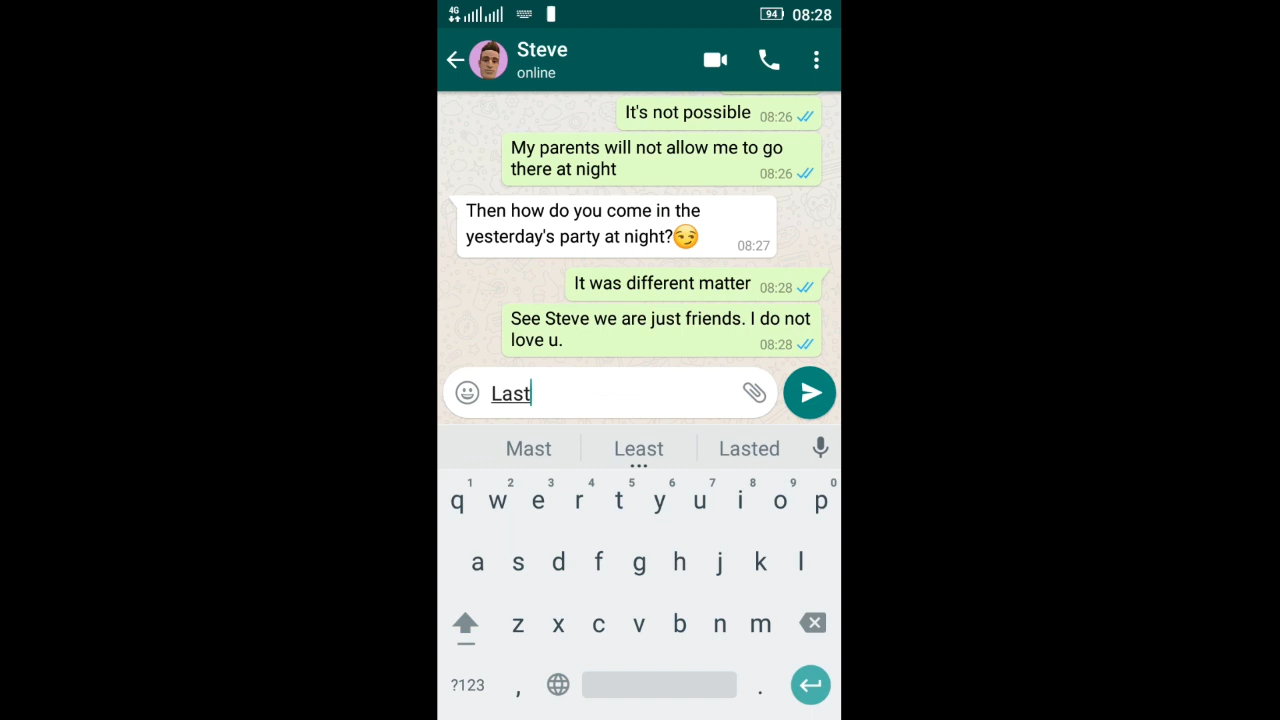 4G 94 08:28
Steve
online
It's not possible 08:26
My parents will not allow me to go
there at night 08:26
Then how do you come in the
yesterday's party at night?😏 08:27
It was different matter 08:28
See Steve we are just friends. I do not
love u. 08:28
Last
Mast Least Lasted
1 2 3 4 5 6 7 8 9 0
q w e r t y u i o p
a s d f g h j k l
z x c v b n m
?123 , .